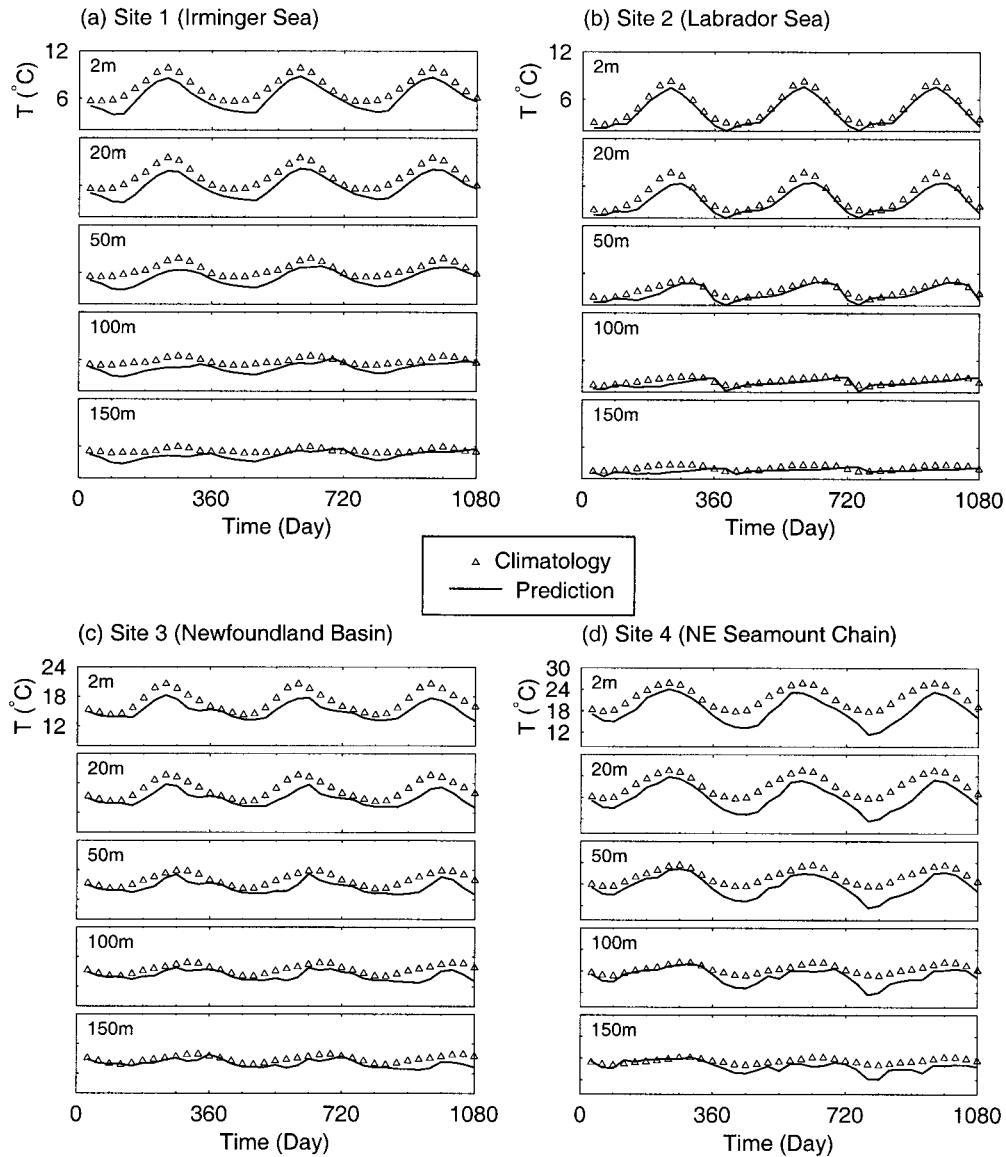 (a) Site 1 (Irminger Sea)
12
6
T (°C)
2m
20m
50m
100m
150m
0 360 720 1080
Time (Day)
(b) Site 2 (Labrador Sea)
12
6
T (°C)
2m
20m
50m
100m
150m
0 360 720 1080
Time (Day)
Climatology
Prediction
(c) Site 3 (Newfoundland Basin)
24
18
12
T (°C)
2m
20m
50m
100m
150m
0 360 720 1080
Time (Day)
(d) Site 4 (NE Seamount Chain)
30
24
18
12
T (°C)
2m
20m
50m
100m
150m
0 360 720 1080
Time (Day)